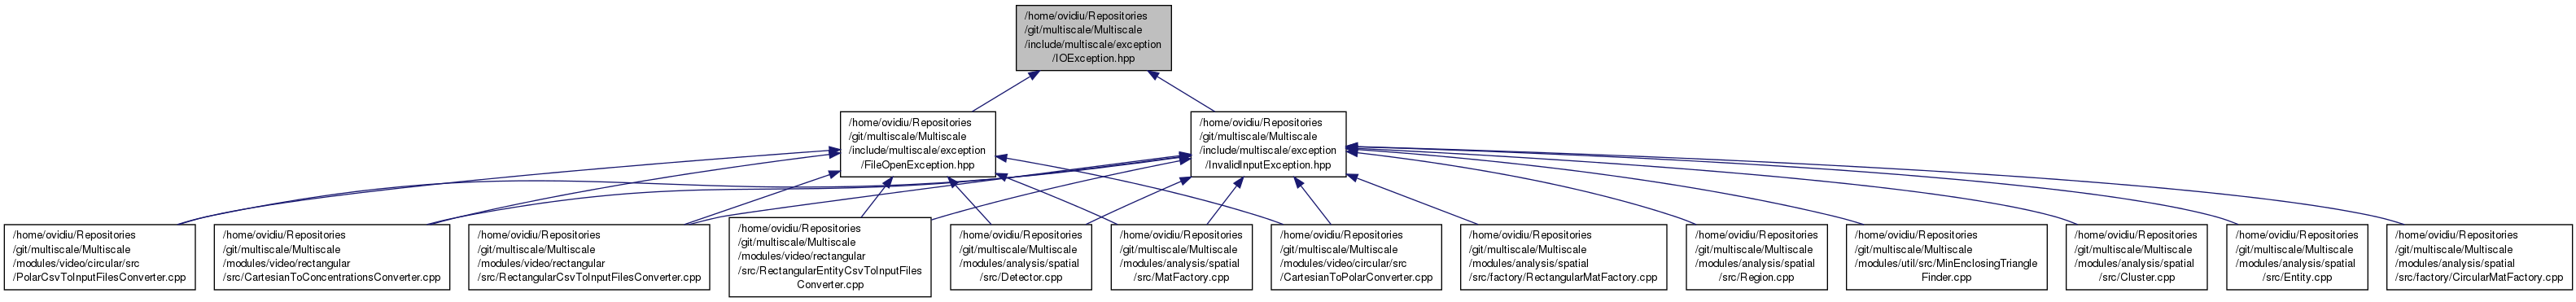 /home/ovidiu/Repositories
/git/multiscale/Multiscale
/include/multiscale/exception
/IOException.hpp
/home/ovidiu/Repositories
/git/multiscale/Multiscale
/include/multiscale/exception
/FileOpenException.hpp
/home/ovidiu/Repositories
/git/multiscale/Multiscale
/include/multiscale/exception
/InvalidInputException.hpp
/home/ovidiu/Repositories
/git/multiscale/Multiscale
/modules/video/circular/src
/PolarCsvToInputFilesConverter.cpp
/home/ovidiu/Repositories
/git/multiscale/Multiscale
/modules/video/rectangular
/src/CartesianToConcentrationsConverter.cpp
/home/ovidiu/Repositories
/git/multiscale/Multiscale
/modules/video/rectangular
/src/RectangularCsvToInputFilesConverter.cpp
/home/ovidiu/Repositories
/git/multiscale/Multiscale
/modules/video/rectangular
/src/RectangularEntityCsvToInputFiles
Converter.cpp
/home/ovidiu/Repositories
/git/multiscale/Multiscale
/modules/analysis/spatial
/src/Detector.cpp
/home/ovidiu/Repositories
/git/multiscale/Multiscale
/modules/analysis/spatial
/src/MatFactory.cpp
/home/ovidiu/Repositories
/git/multiscale/Multiscale
/modules/video/circular/src
/CartesianToPolarConverter.cpp
/home/ovidiu/Repositories
/git/multiscale/Multiscale
/modules/analysis/spatial
/src/factory/RectangularMatFactory.cpp
/home/ovidiu/Repositories
/git/multiscale/Multiscale
/modules/analysis/spatial
/src/Region.cpp
/home/ovidiu/Repositories
/git/multiscale/Multiscale
/modules/util/src/MinEnclosingTriangle
Finder.cpp
/home/ovidiu/Repositories
/git/multiscale/Multiscale
/modules/analysis/spatial
/src/Cluster.cpp
/home/ovidiu/Repositories
/git/multiscale/Multiscale
/modules/analysis/spatial
/src/Entity.cpp
/home/ovidiu/Repositories
/git/multiscale/Multiscale
/modules/analysis/spatial
/src/factory/CircularMatFactory.cpp